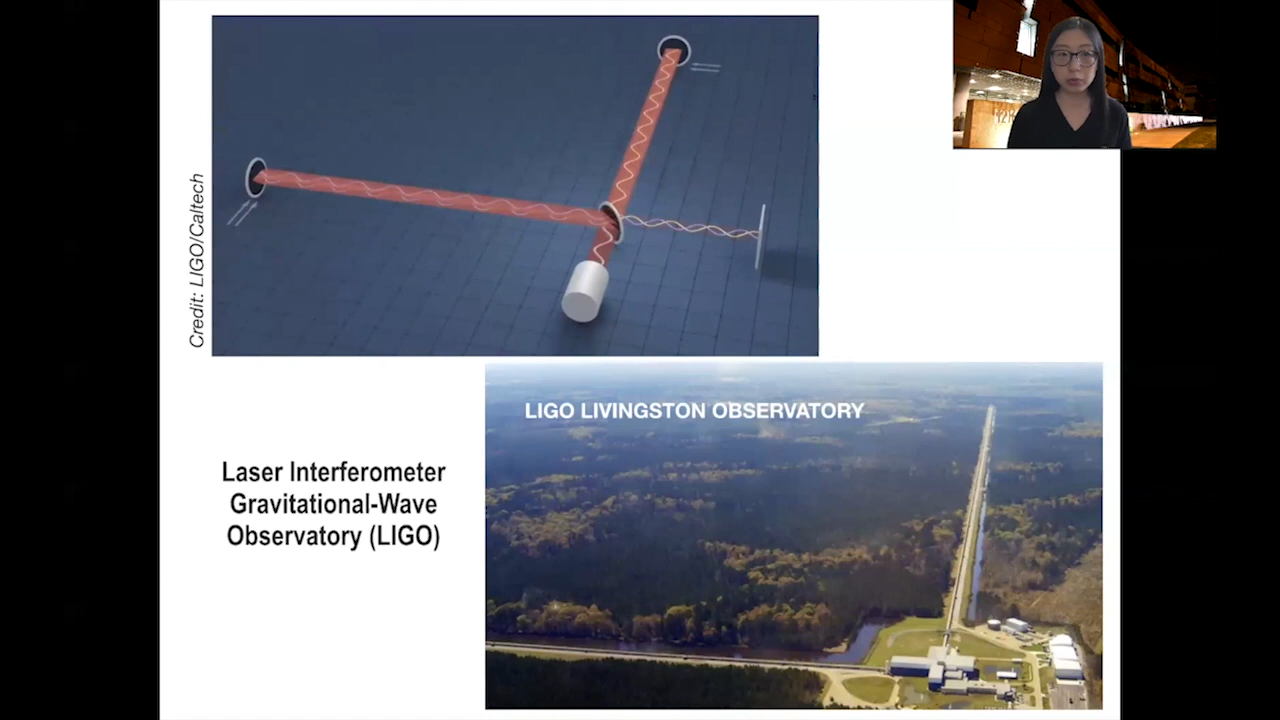 Credit: LIGO/Caltech
LIGO LIVINGSTON OBSERVATORY
Laser Interferometer
Gravitational-Wave
Observatory (LIGO)